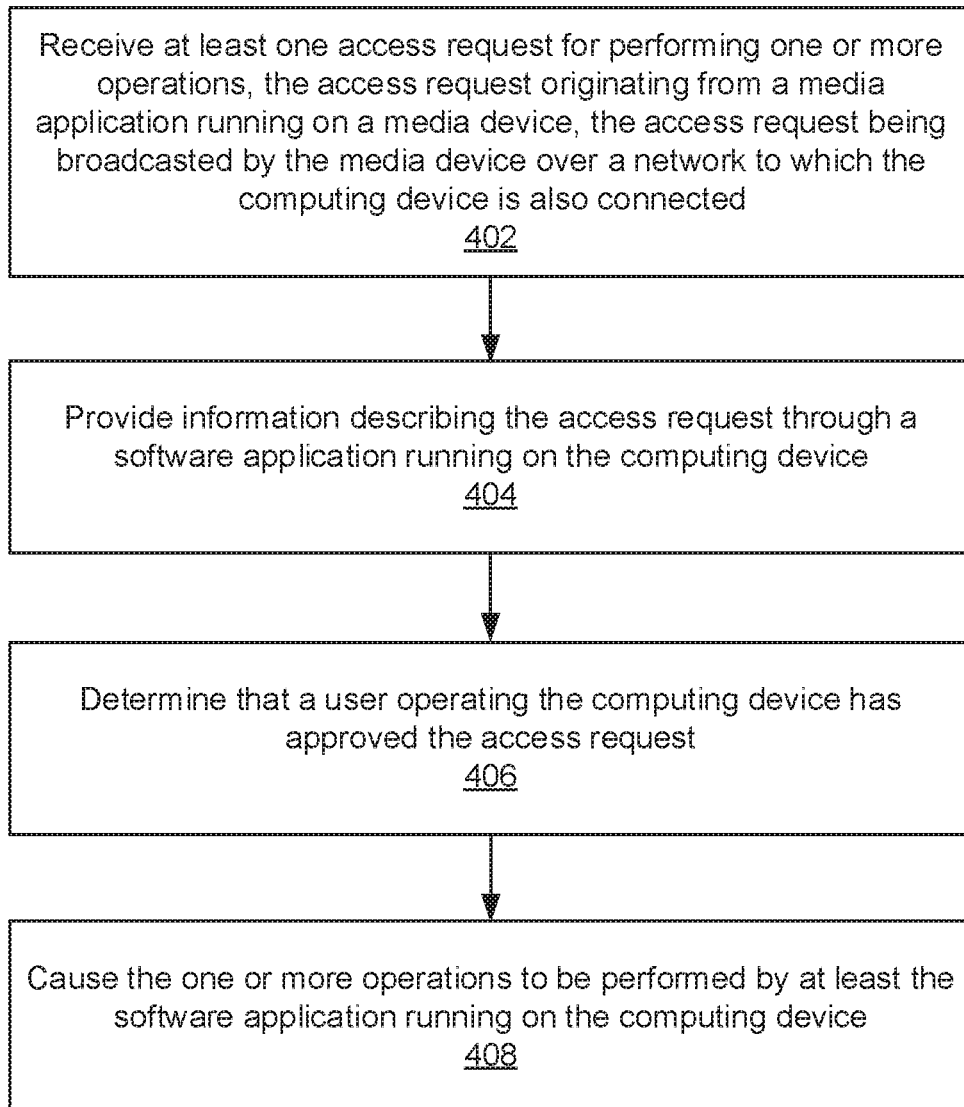 Receive at least one access request for performing one or more
operations, the access request originating from a media
application running on a media device, the access request being
broadcasted by the media device over a network to which the
computing device is also connected
402
Provide information describing the access request through a
software application running on the computing device
404
Determine that a user operating the computing device has
approved the access request
406
Cause the one or more operations to be performed by at least the
software application running on the computing device
408